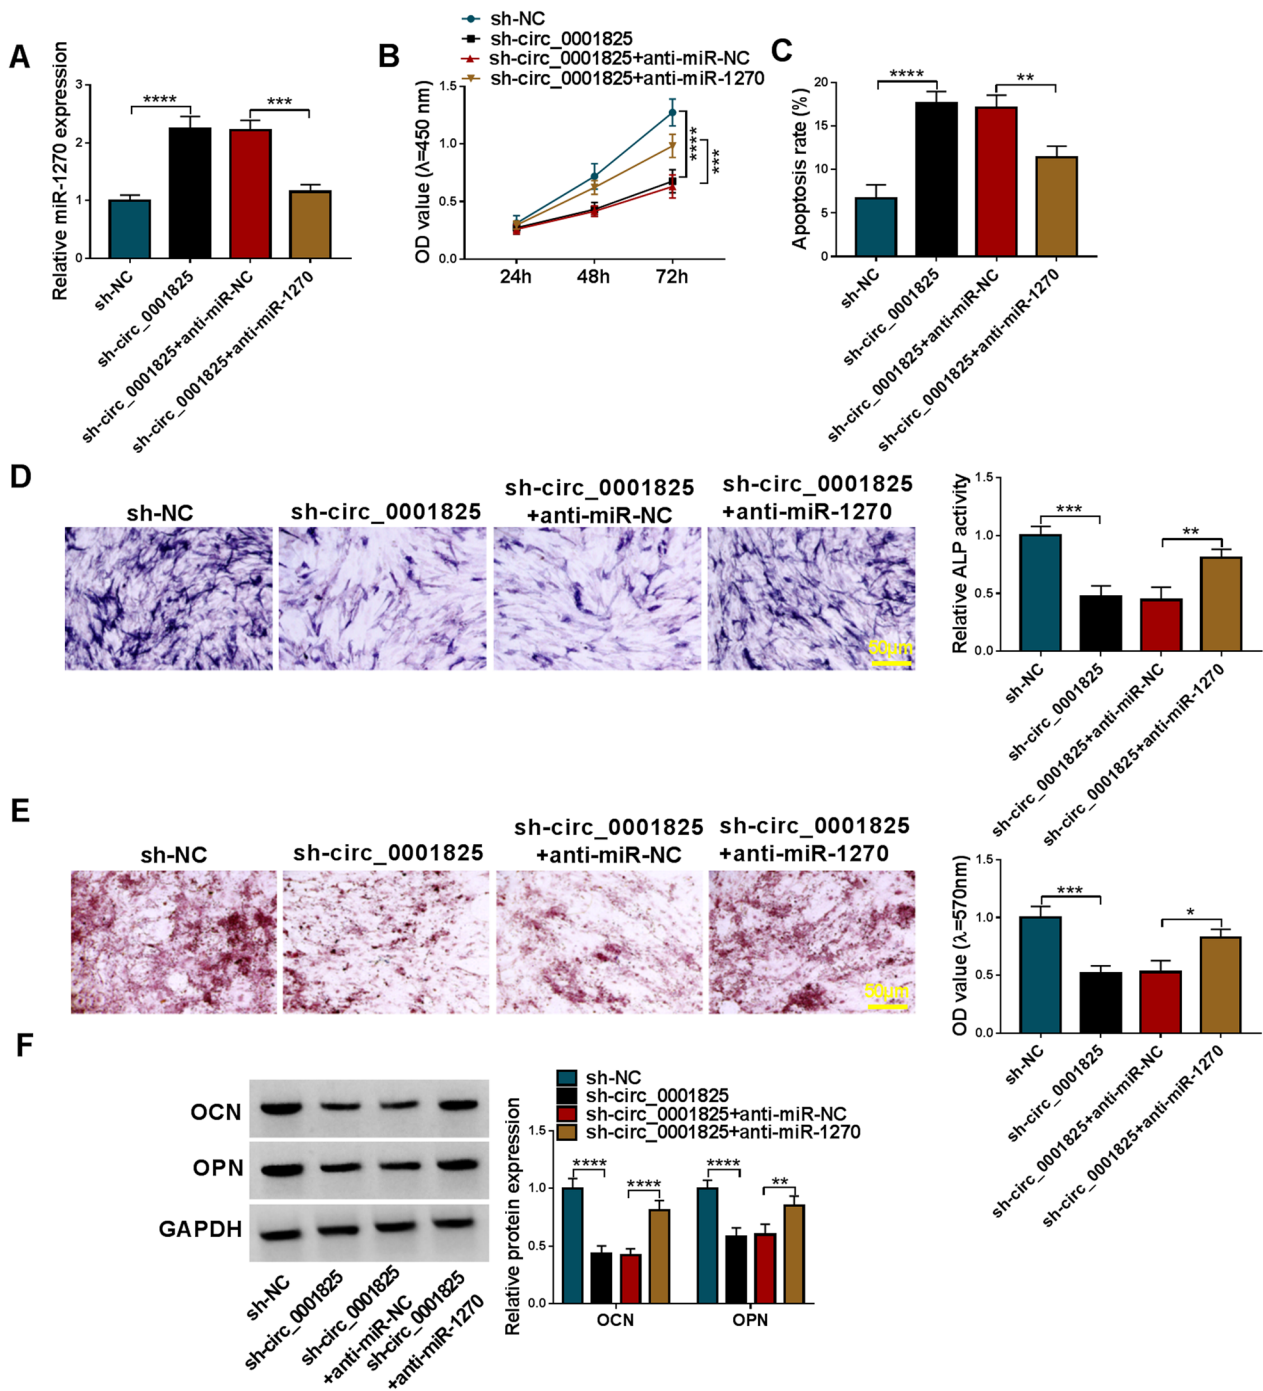 A
Relative miR-1270 expression
3
2
1
0
****
***
sh-NC
sh-circ_0001825
sh-circ_0001825+anti-miR-NC
sh-circ_0001825+anti-miR-1270
B
sh-NC
sh-circ_0001825
sh-circ_0001825+anti-miR-NC
sh-circ_0001825+anti-miR-1270
OD value (λ=450 nm)
1.5
1.0
0.5
0.0
****
***
24h
48h
72h
C
Apoptosis rate (%)
20
15
10
5
0
****
**
sh-NC
sh-circ_0001825
sh-circ_0001825+anti-miR-NC
sh-circ_0001825+anti-miR-1270
D
sh-NC
sh-circ_0001825
sh-circ_0001825
+anti-miR-NC
sh-circ_0001825
+anti-miR-1270
50μm
Relative ALP activity
1.5
1.0
0.5
0.0
***
**
sh-NC
sh-circ_0001825
sh-circ_0001825+anti-miR-NC
sh-circ_0001825+anti-miR-1270
E
sh-NC
sh-circ_0001825
sh-circ_0001825
+anti-miR-NC
sh-circ_0001825
+anti-miR-1270
50μm
OD value (λ=570nm)
1.5
1.0
0.5
0.0
***
*
sh-NC
sh-circ_0001825
sh-circ_0001825+anti-miR-NC
sh-circ_0001825+anti-miR-1270
F
OCN
OPN
GAPDH
sh-NC
sh-circ_0001825
sh-circ_0001825
+anti-miR-NC
sh-circ_0001825
+anti-miR-1270
sh-NC
sh-circ_0001825
sh-circ_0001825+anti-miR-NC
sh-circ_0001825+anti-miR-1270
Relative protein expression
1.5
1.0
0.5
0.0
****
****
****
**
OCN
OPN